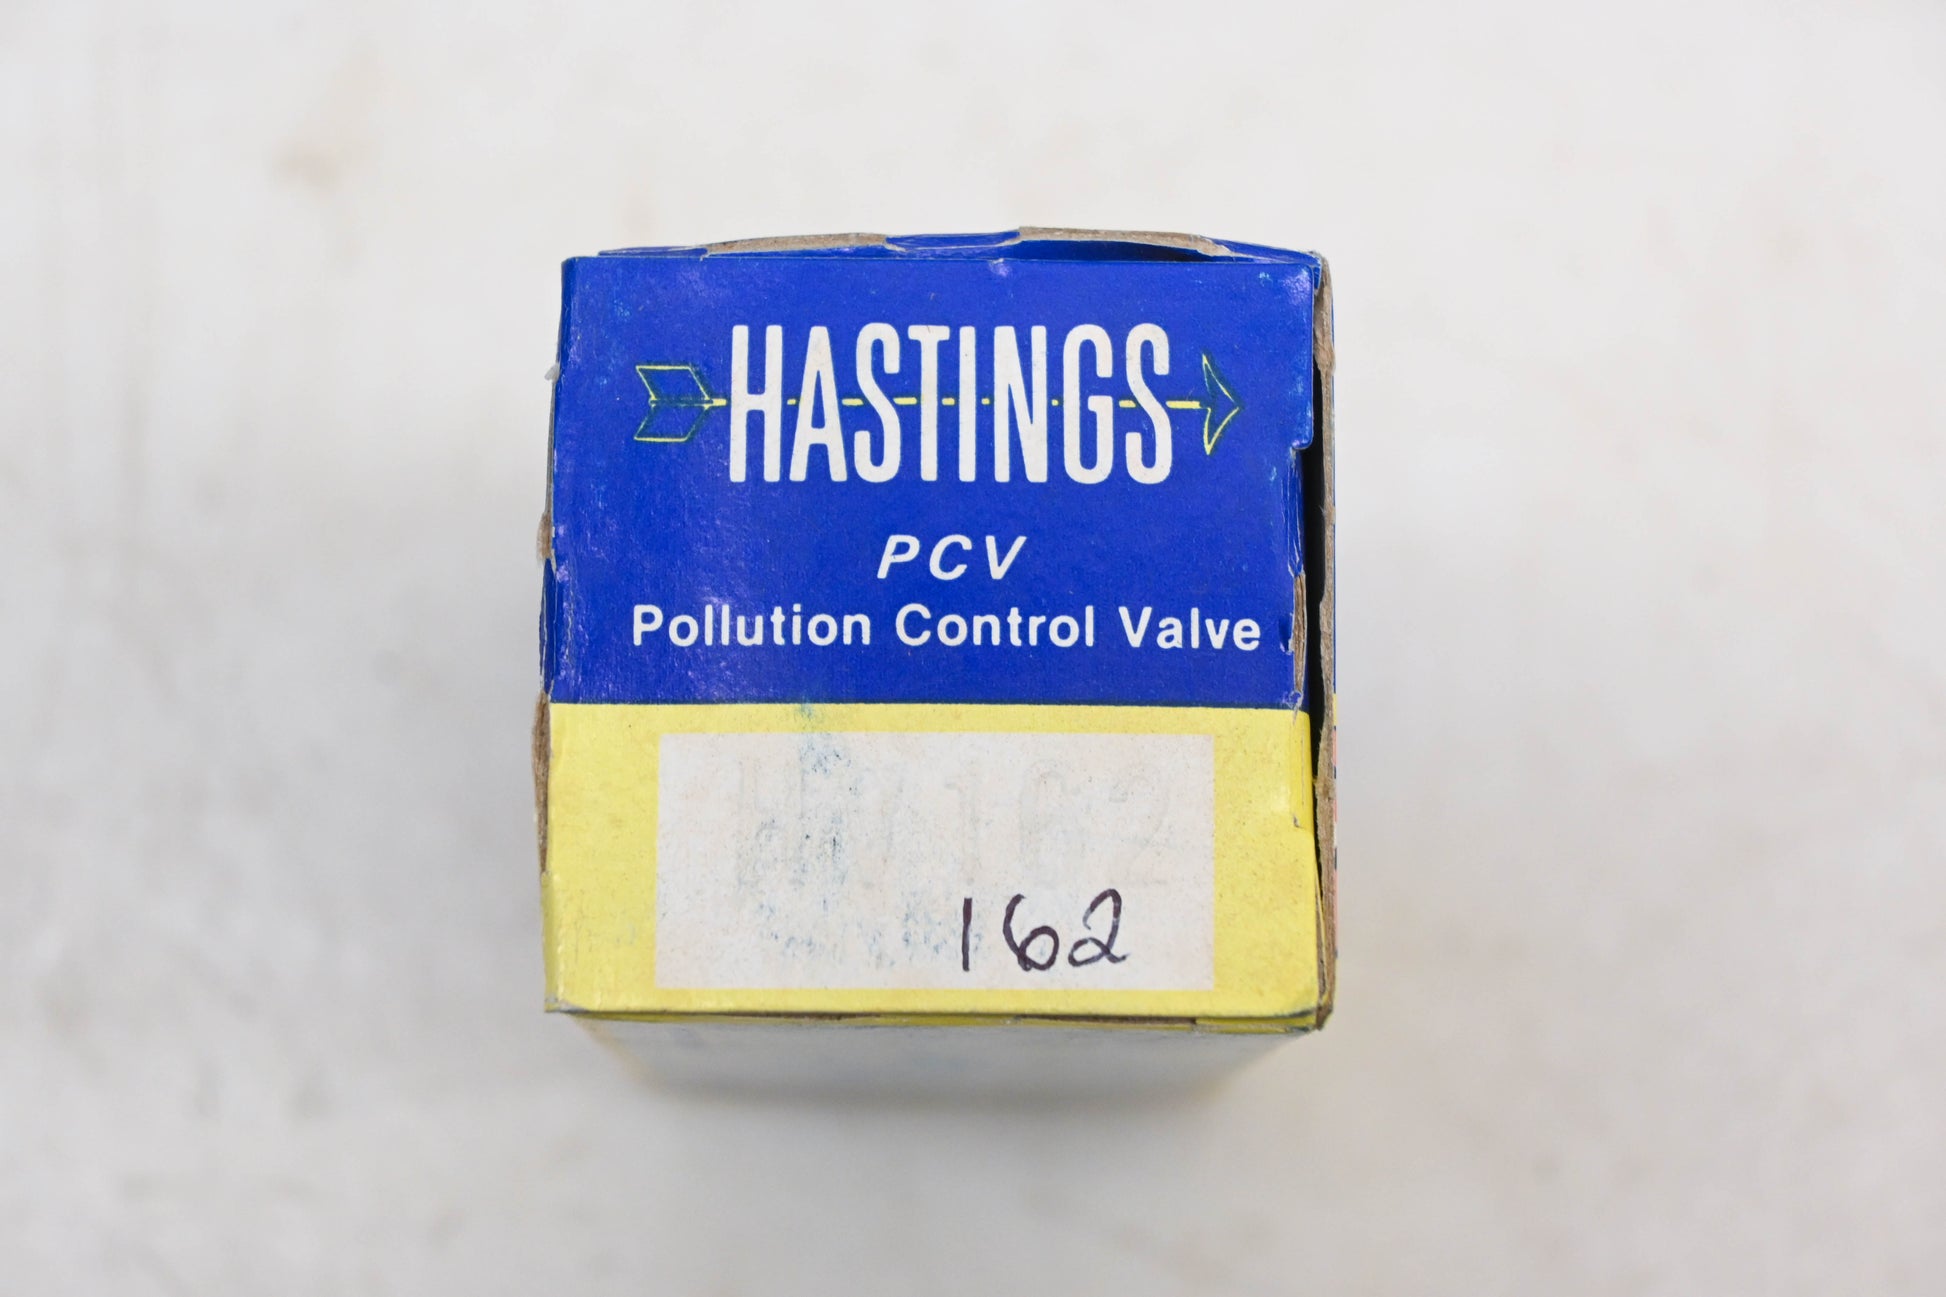 HASTINGS
PCV
Pollution Control Valve
162